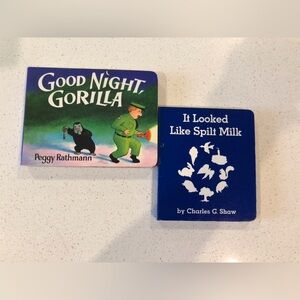 GOOD NIGHT,
GORILLA
Peggy Rathmann
It Looked
Like Spilt Milk
by Charles G. Shaw